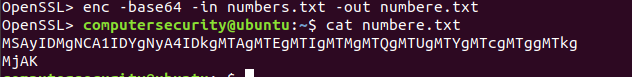 OpenSSL> enc -base64 -in numbers.txt -out numbere.txt
OpenSSL> computersecurity@ubuntu:~$ cat numbere.txt
MSAyIDMgNCA1IDYgNyA4IDkgMTAgMTEgMTIgMTMgMTQgMTUgMTYgMTcgMTggMTkg
MjAK